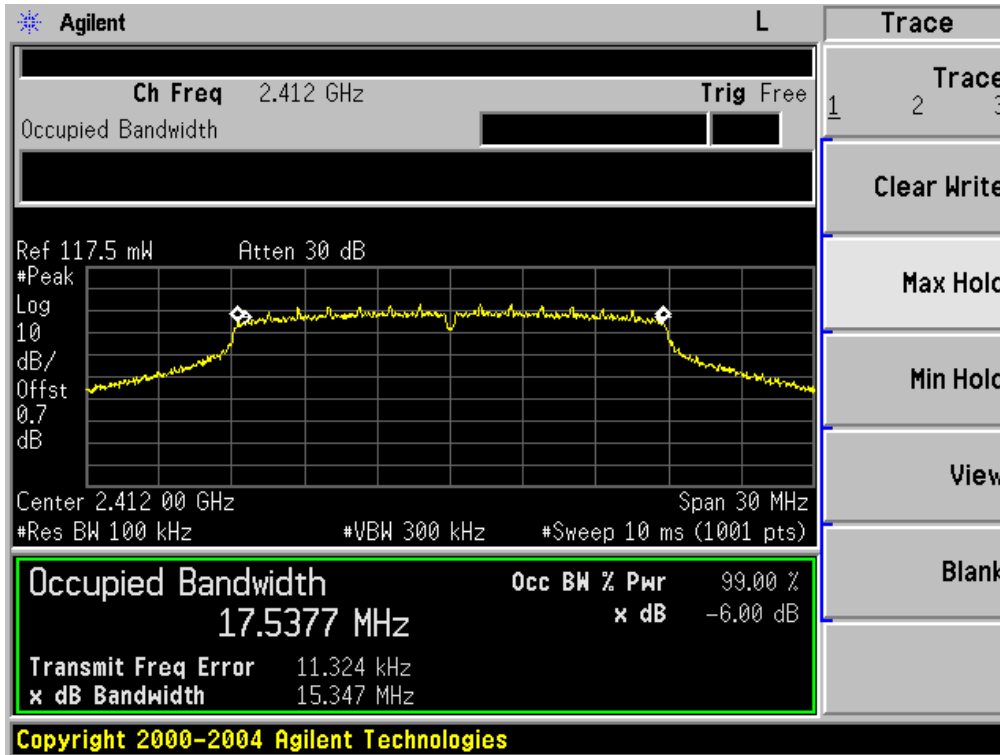 Agilent L Trace
Ch Freq 2.412 GHz Trig Free
Occupied Bandwidth
Trace
1 2 3
Clear Write
Max Hold
Min Hold
View
Blank
Ref 117.5 mW Atten 30 dB
#Peak
Log
10
dB/
Offst
0.7
dB
Center 2.412 00 GHz Span 30 MHz
#Res BW 100 kHz #VBW 300 kHz #Sweep 10 ms (1001 pts)
Occupied Bandwidth Occ BW % Pwr 99.00 %
17.5377 MHz x dB -6.00 dB
Transmit Freq Error 11.324 kHz
x dB Bandwidth 15.347 MHz
Copyright 2000-2004 Agilent Technologies